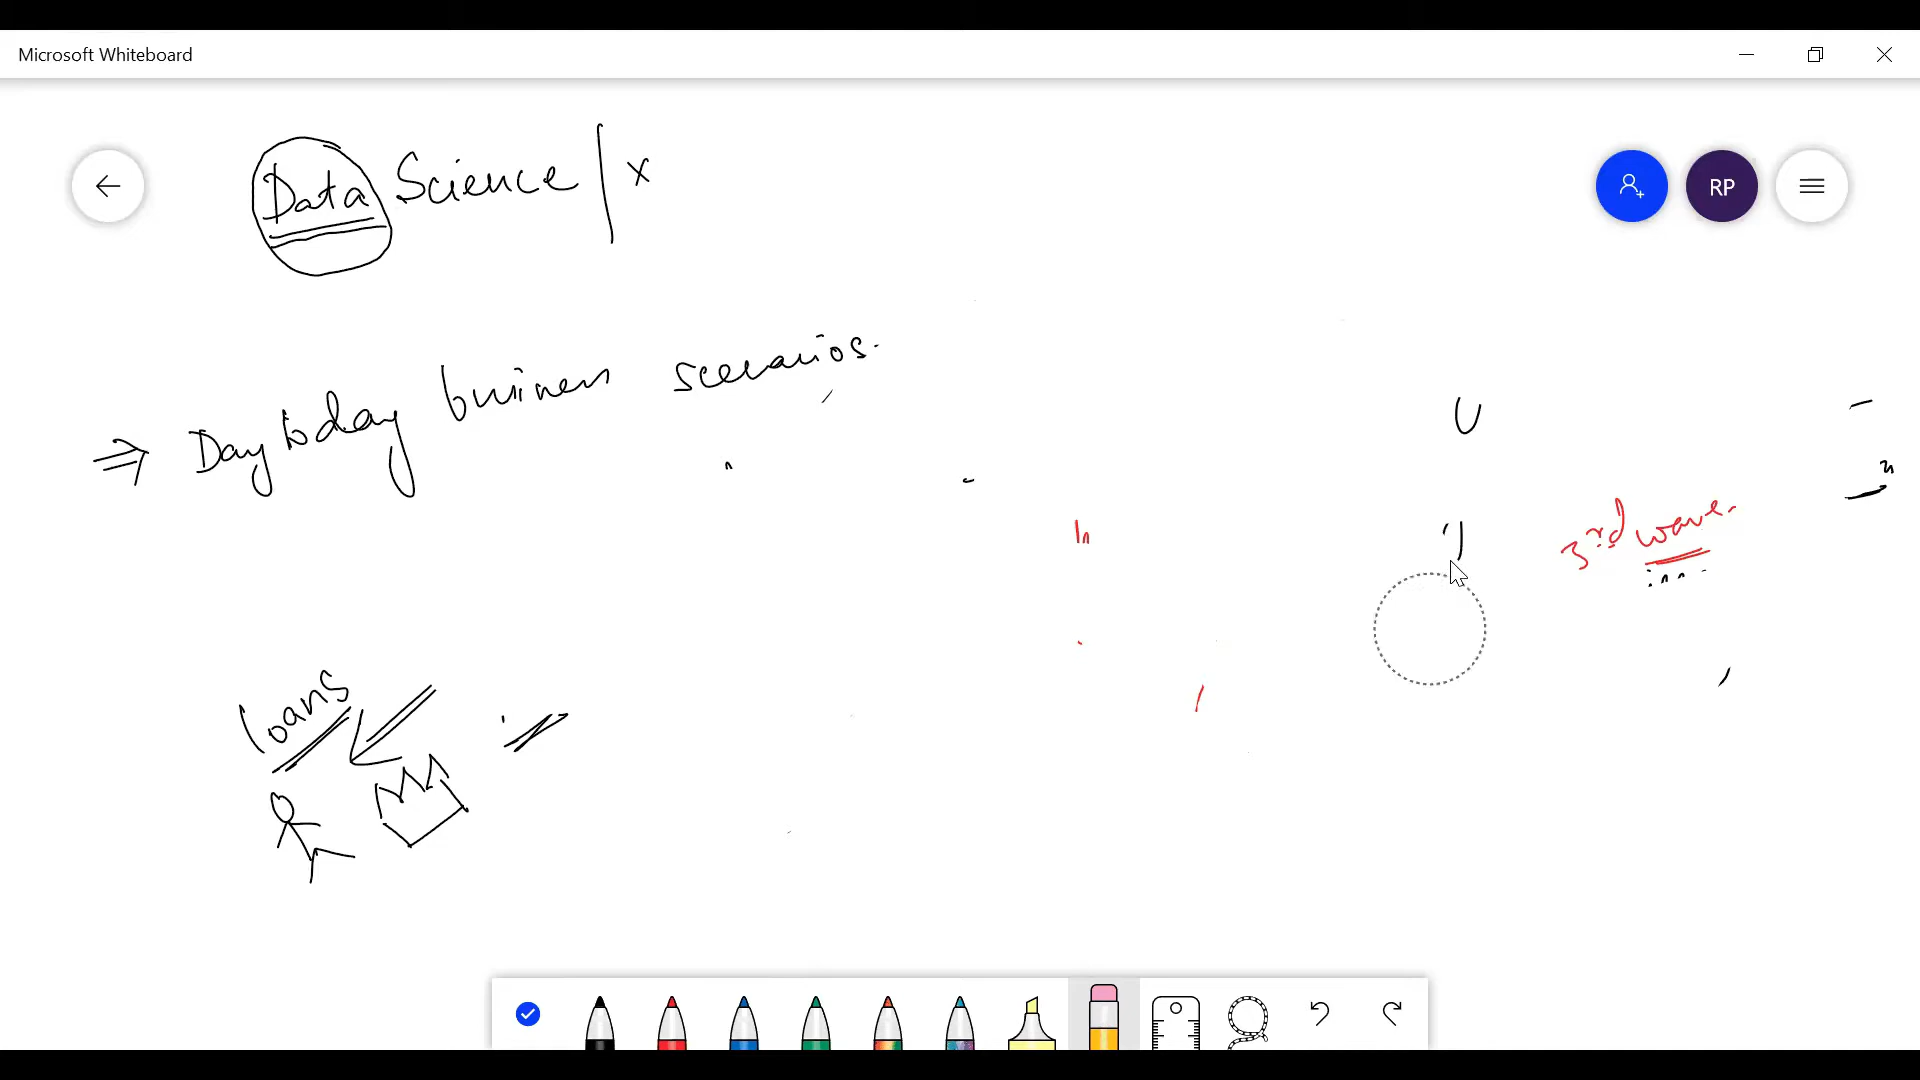 Microsoft Whiteboard
Data Science / x
RP
⇒ Day to day business scenarios.
3rd wave.
loans